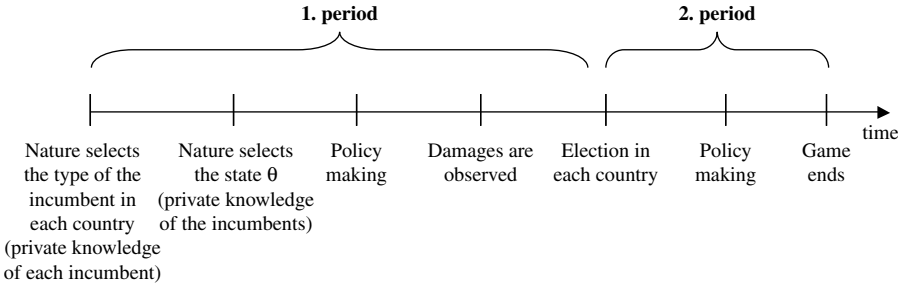 1. period
2. period
time
Nature selects
the type of the
incumbent in
each country
(private knowledge
of each incumbent)
Nature selects
the state θ
(private knowledge
of the incumbents)
Policy
making
Damages are
observed
Election in
each country
Policy
making
Game
ends